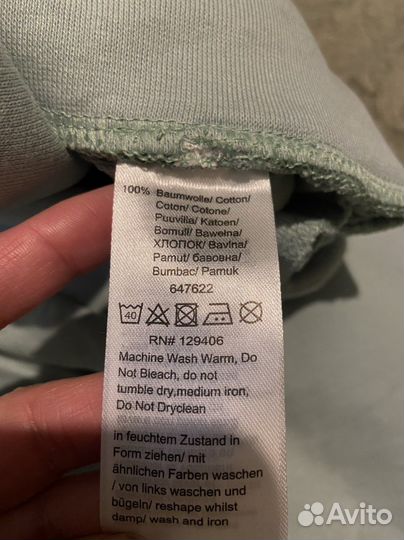 100% Baumwolle/ Cotton/
Coton/ Cotone/
Puuvilla/ Katoen/
Bomull/ Bawełna/
ХЛОПОК/ Bavlna/
Pamut/ бавовна/
Bumbac/ Pamuk
647622
40
RN# 129406
Machine Wash Warm, Do
Not Bleach, do not
tumble dry,medium iron,
Do Not Dryclean
in feuchtem Zustand in
Form ziehen/ mit
ähnlichen Farben waschen
/ von links waschen und
bügeln/ reshape whilst
damp/ wash and iron
Avito